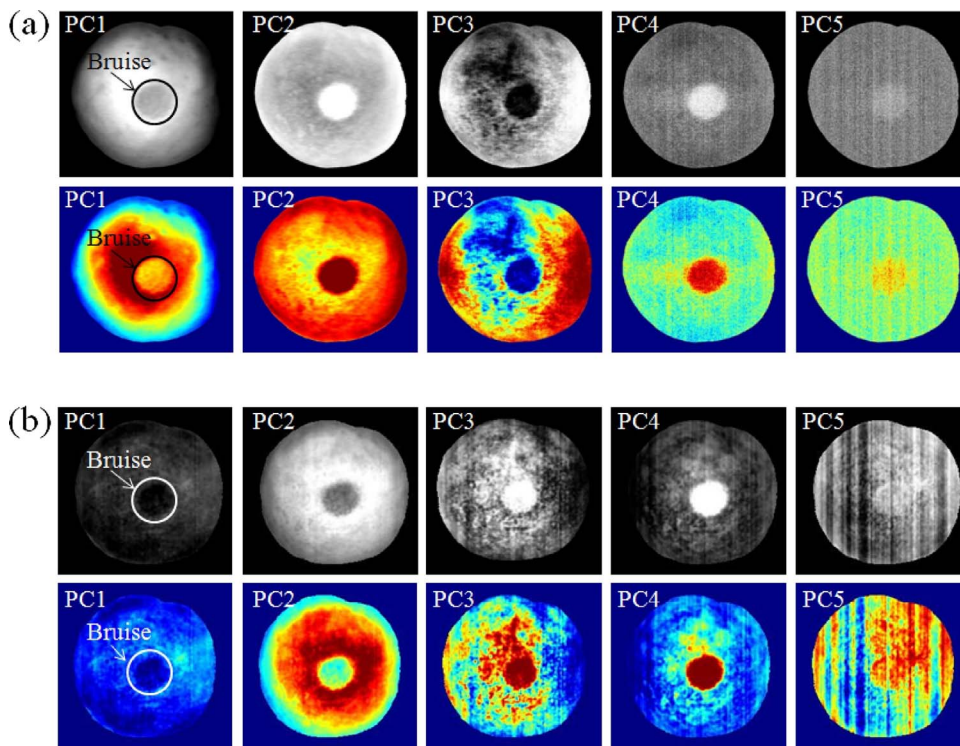 (a)
PC1
PC2
PC3
PC4
PC5
Bruise
PC1
PC2
PC3
PC4
PC5
Bruise
(b)
PC1
PC2
PC3
PC4
PC5
Bruise
PC1
PC2
PC3
PC4
PC5
Bruise